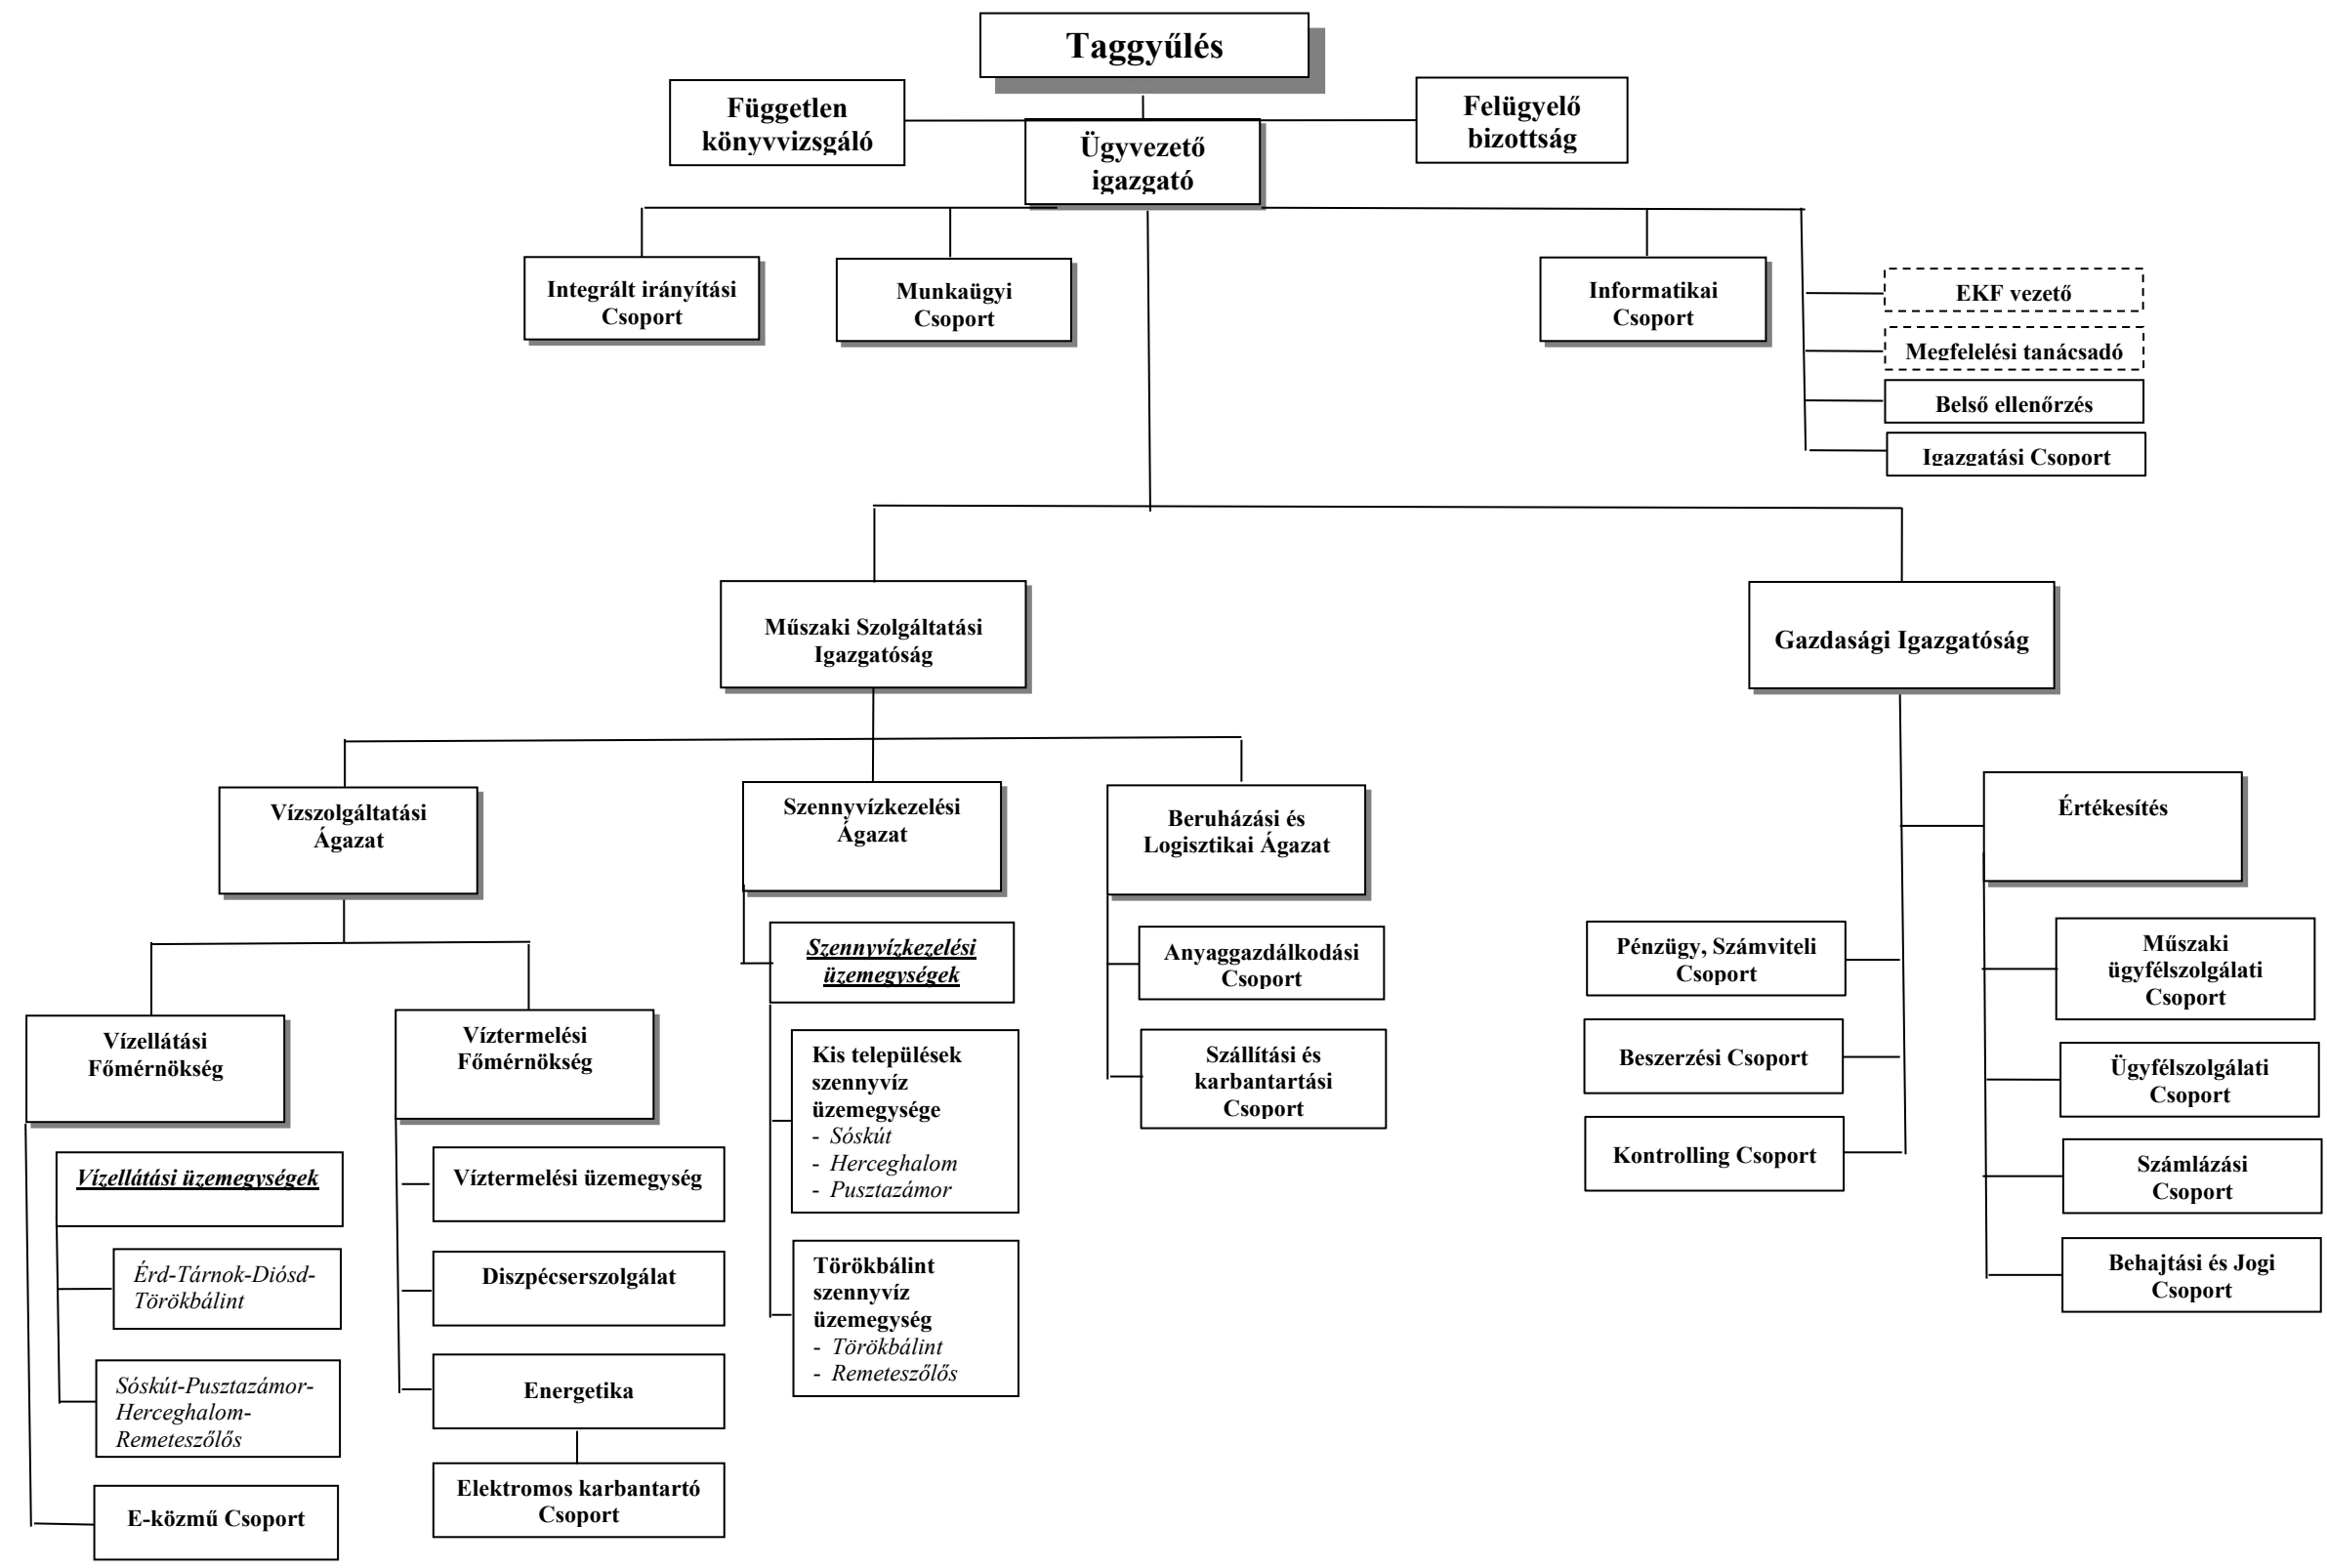 Taggyűlés
Független
könyvvizsgáló
Felügyelő
bizottság
Ügyvezető
igazgató
Integrált irányítási
Csoport
Munkaügyi
Csoport
Informatikai
Csoport
EKF vezető
Megfelelési tanácsadó
Belső ellenőrzés
Igazgatási Csoport
Műszaki Szolgáltatási
Igazgatóság
Gazdasági Igazgatóság
Vízszolgáltatási
Ágazat
Szennyvízkezelési
Ágazat
Beruházási és
Logisztikai Ágazat
Értékesítés
Vízellátási
Főmérnökség
Víztermelési
Főmérnökség
Vízellátási üzemegységek
Érd-Tárnok-Diósd-
Törökbálint
Sóskút-Pusztazámor-
Herceghalom-
Remeteszőlős
E-közmű Csoport
Víztermelési üzemegység
Diszpécserszolgálat
Energetika
Elektromos karbantartó
Csoport
Szennyvízkezelési
üzemegységek
Kis települések
szennyvíz
üzemegysége
- Sóskút
- Herceghalom
- Pusztazámor
Törökbálint
szennyvíz
üzemegység
- Törökbálint
- Remeteszőlős
Anyaggazdálkodási
Csoport
Szállítási és
karbantartási
Csoport
Pénzügy, Számviteli
Csoport
Beszerzési Csoport
Kontrolling Csoport
Műszaki
ügyfélszolgálati
Csoport
Ügyfélszolgálati
Csoport
Számlázási
Csoport
Behajtási és Jogi
Csoport